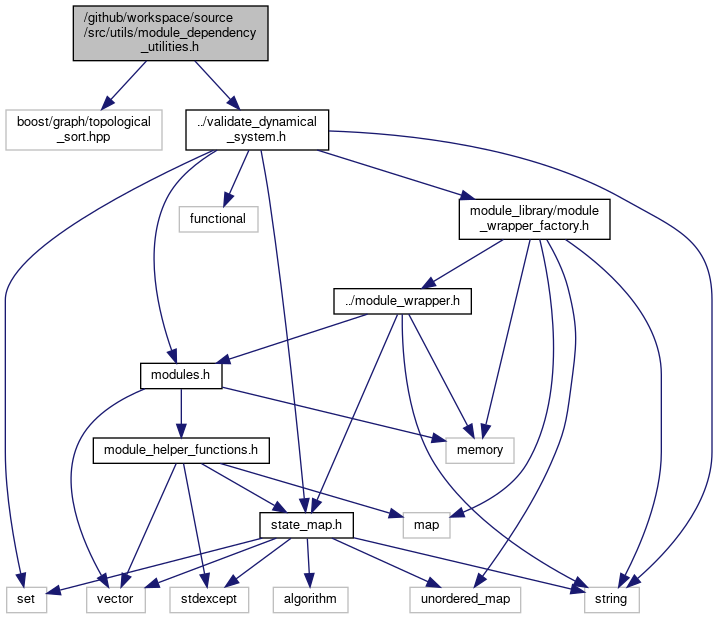 /github/workspace/source
/src/utils/module_dependency
_utilities.h
boost/graph/topological
_sort.hpp
../validate_dynamical
_system.h
functional
module_library/module
_wrapper_factory.h
../module_wrapper.h
modules.h
module_helper_functions.h
memory
state_map.h
map
set
vector
stdexcept
algorithm
unordered_map
string